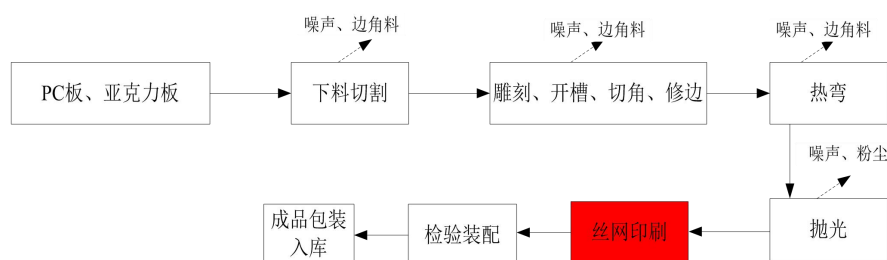 噪声、边角料
噪声、边角料
噪声、边角料
PC板、亚克力板
下料切割
雕刻、开槽、切角、修边
热弯
噪声、粉尘
抛光
丝网印刷
检验装配
成品包装
入库